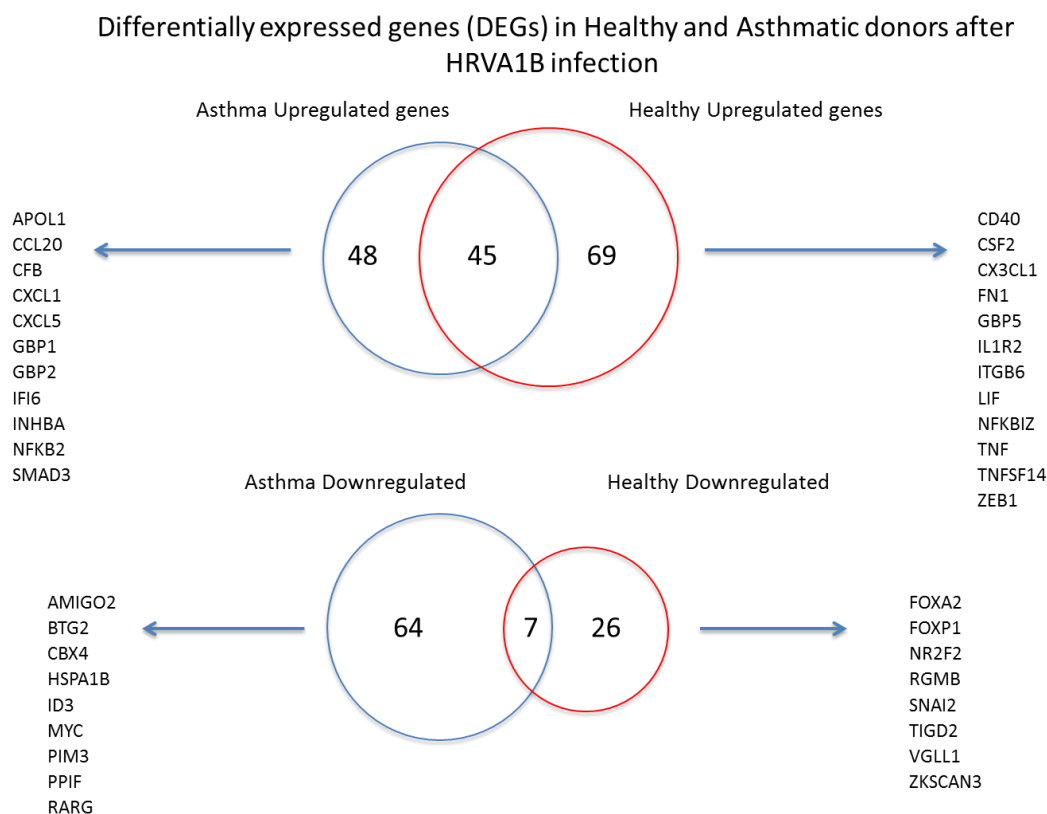 Differentially expressed genes (DEGs) in Healthy and Asthmatic donors after
HRVA1B infection
Asthma Upregulated genes
Healthy Upregulated genes
APOL1
CCL20
CFB
CXCL1
CXCL5
GBP1
GBP2
IFI6
INHBA
NFKB2
SMAD3
48
45
69
CD40
CSF2
CX3CL1
FN1
GBP5
IL1R2
ITGB6
LIF
NFKBIZ
TNF
TNFSF14
ZEB1
Asthma Downregulated
Healthy Downregulated
AMIGO2
BTG2
CBX4
HSPA1B
ID3
MYC
PIM3
PPIF
RARG
64
7
26
FOXA2
FOXP1
NR2F2
RGMB
SNAI2
TIGD2
VGLL1
ZKSCAN3